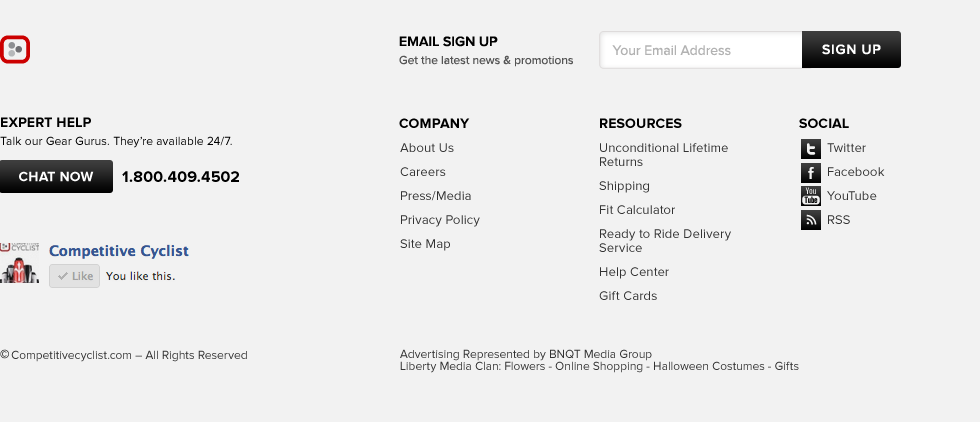 EMAIL SIGN UP
Get the latest news & promotions
Your Email Address
SIGN UP
EXPERT HELP
Talk our Gear Gurus. They're available 24/7.
CHAT NOW
1.800.409.4502
CYCLIST
Competitive Cyclist
Like
You like this.
COMPANY
About Us
Careers
Press/Media
Privacy Policy
Site Map
RESOURCES
Unconditional Lifetime
Returns
Shipping
Fit Calculator
Ready to Ride Delivery
Service
Help Center
Gift Cards
SOCIAL
Twitter
Facebook
You
Tube
YouTube
RSS
© Competitivecyclist.com – All Rights Reserved
Advertising Represented by BNQT Media Group
Liberty Media Clan: Flowers - Online Shopping - Halloween Costumes - Gifts